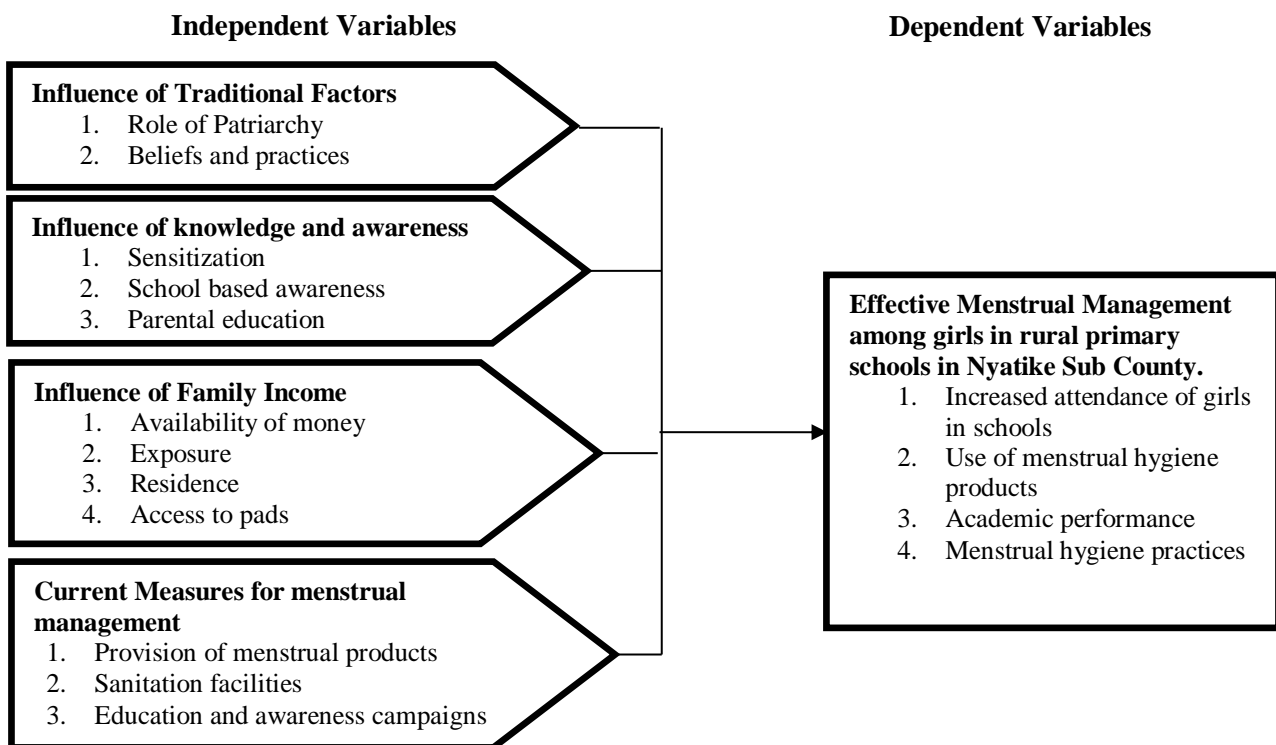 Independent Variables
Dependent Variables
Influence of Traditional Factors
1. Role of Patriarchy
2. Beliefs and practices
Influence of knowledge and awareness
1. Sensitization
2. School based awareness
3. Parental education
Influence of Family Income
1. Availability of money
2. Exposure
3. Residence
4. Access to pads
Current Measures for menstrual
management
1. Provision of menstrual products
2. Sanitation facilities
3. Education and awareness campaigns
Effective Menstrual Management
among girls in rural primary
schools in Nyatike Sub County.
1. Increased attendance of girls
in schools
2. Use of menstrual hygiene
products
3. Academic performance
4. Menstrual hygiene practices